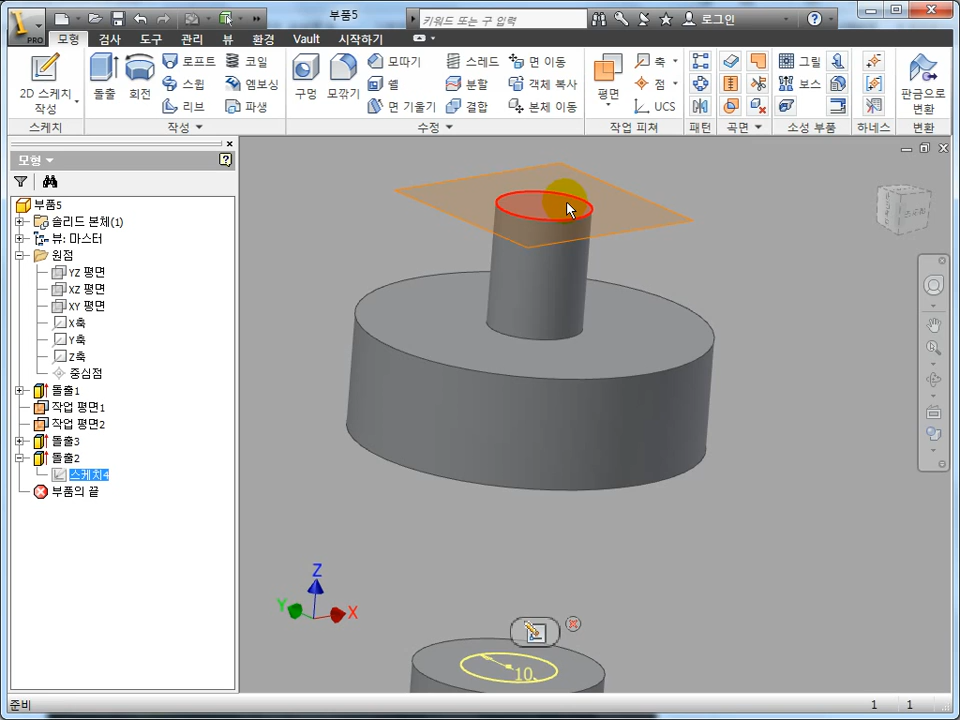 부품5
키워드 또는 구 입력
로그인
PRO
모형 검사 도구 관리 뷰 환경 Vault 시작하기
2D 스케치
작성
돌출
회전
로프트
스윕
리브
코일
엠보싱
파생
구멍
모깎기
모따기
쉘
면 기울기
스레드
분할
결합
면 이동
객체 복사
본체 이동
평면
축
점
UCS
그릴
보스
판금으로
변환
스케치 작성 수정 작업 피쳐 패턴 곡면 소성 부품 하네스 변환
모형
부품5
솔리드 본체(1)
뷰: 마스터
원점
YZ 평면
XZ 평면
XY 평면
X축
Y축
Z축
중심점
돌출1
작업 평면1
작업 평면2
돌출3
돌출2
스케치4
부품의 끝
Z
Y
X
10
준비
1 1